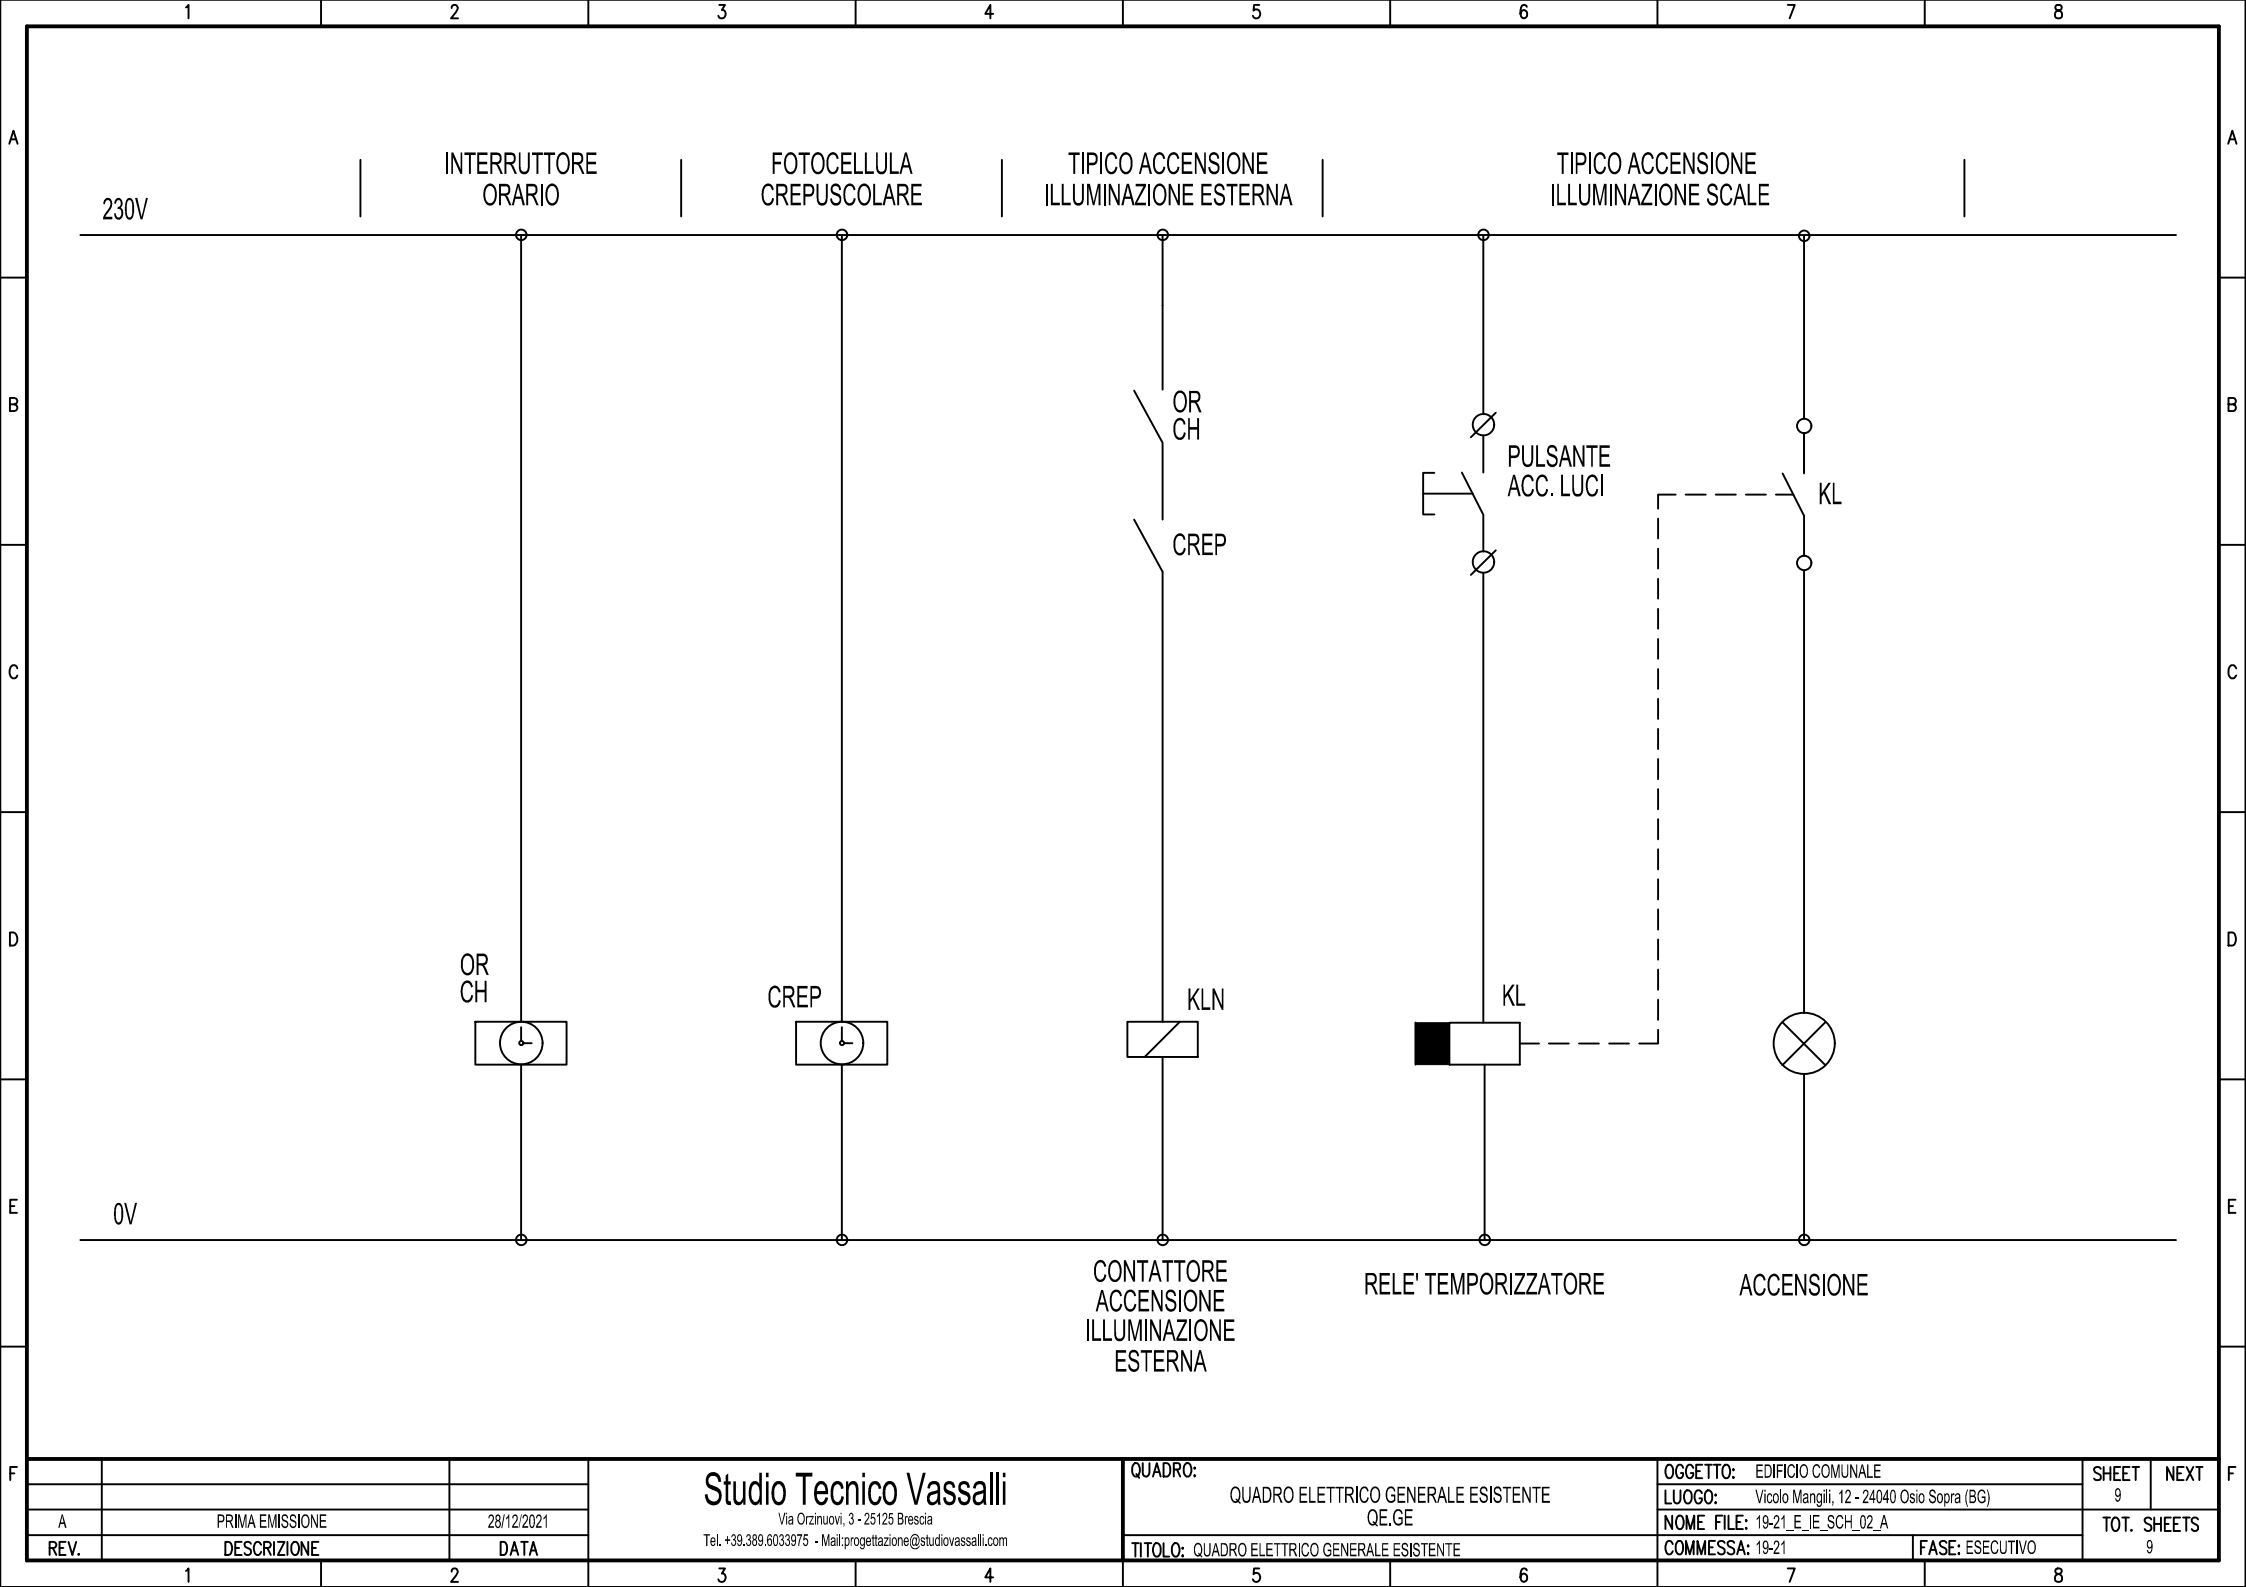 1 2 3 4 5 6 7 8
A A
INTERRUTTORE
ORARIO
FOTOCELLULA
CREPUSCOLARE
TIPICO ACCENSIONE
ILLUMINAZIONE ESTERNA
TIPICO ACCENSIONE
ILLUMINAZIONE SCALE
230V
B B
OR
CH
CREP
PULSANTE
ACC. LUCI
KL
C C
D D
OR
CH
CREP
KLN
KL
E E
0V
CONTATTORE
ACCENSIONE
ILLUMINAZIONE
ESTERNA
RELE' TEMPORIZZATORE
ACCENSIONE
F F
A PRIMA EMISSIONE 28/12/2021
REV. DESCRIZIONE DATA
Studio Tecnico Vassalli
Via Orzinuovi, 3 - 25125 Brescia
Tel. +39.389.6033975 - Mail:progettazione@studiovassalli.com
QUADRO:
QUADRO ELETTRICO GENERALE ESISTENTE
QE.GE
TITOLO: QUADRO ELETTRICO GENERALE ESISTENTE
OGGETTO: EDIFICIO COMUNALE
LUOGO: Vicolo Mangili, 12 - 24040 Osio Sopra (BG)
NOME FILE: 19-21_E_IE_SCH_02_A
COMMESSA: 19-21 FASE: ESECUTIVO
SHEET NEXT
9
TOT. SHEETS
9
1 2 3 4 5 6 7 8